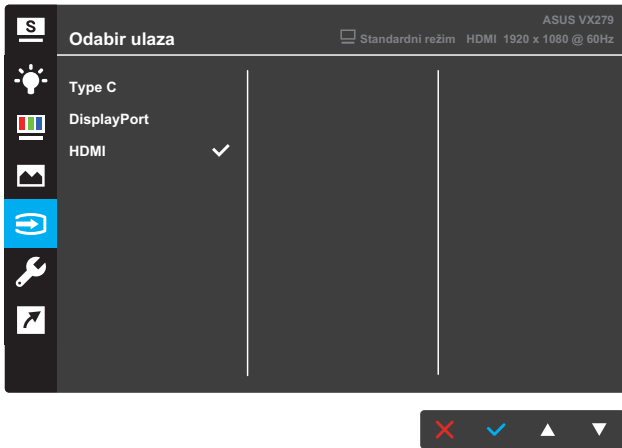 S
ASUS VX279
Odabir ulaza
Standardni režim HDMI 1920 x 1080 @ 60Hz
Type C
DisplayPort
HDMI